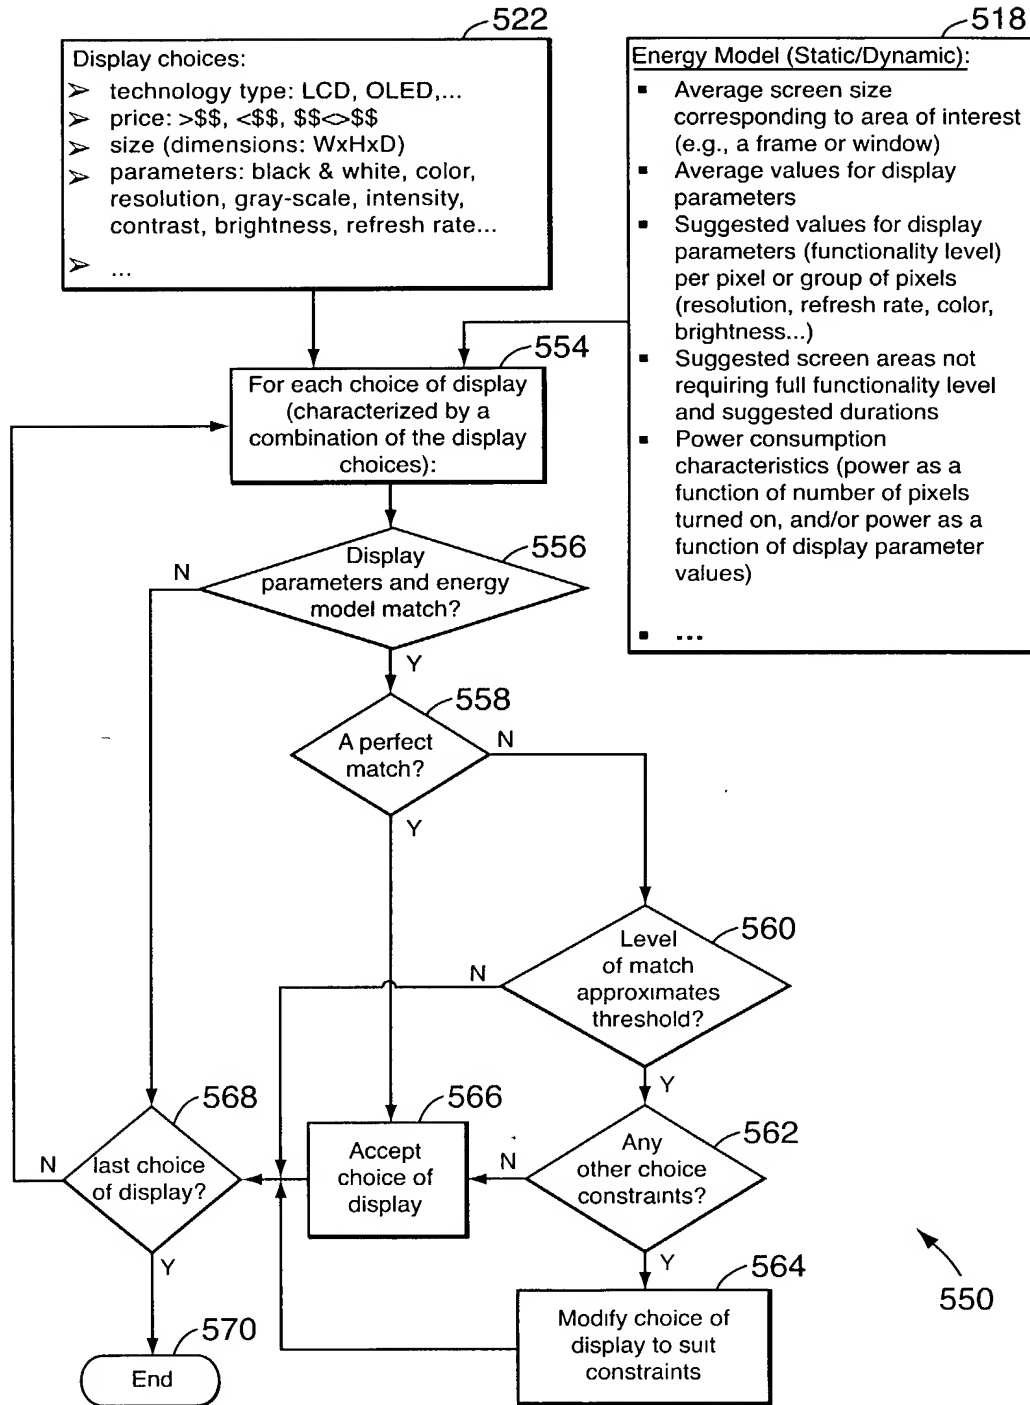 522
Display choices:
➢ technology type: LCD, OLED,...
➢ price: >$$, <$$, $$<>$$
➢ size (dimensions: WxHxD)
➢ parameters: black & white, color,
resolution, gray-scale, intensity,
contrast, brightness, refresh rate...
➢ ...
518
Energy Model (Static/Dynamic):
▪ Average screen size
corresponding to area of interest
(e.g., a frame or window)
▪ Average values for display
parameters
▪ Suggested values for display
parameters (functionality level)
per pixel or group of pixels
(resolution, refresh rate, color,
brightness...)
▪ Suggested screen areas not
requiring full functionality level
and suggested durations
▪ Power consumption
characteristics (power as a
function of number of pixels
turned on, and/or power as a
function of display parameter
values)
▪ ...
554
For each choice of display
(characterized by a
combination of the display
choices):
556
Display
parameters and energy
model match?
N
Y
558
A perfect
match?
N
Y
560
Level
of match
approximates
threshold?
N
Y
562
Any
other choice
constraints?
N
Y
564
Modify choice of
display to suit
constraints
566
Accept
choice of
display
568
last choice
of display?
N
Y
570
End
550